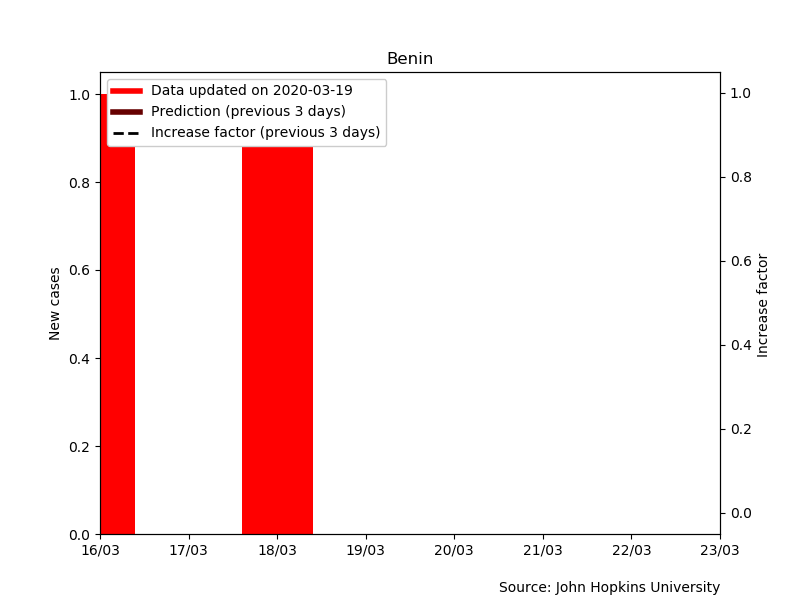 Benin
Data updated on 2020-03-19
Prediction (previous 3 days)
Increase factor (previous 3 days)
New cases
1.0
0.8
0.6
0.4
0.2
0.0
1.0
0.8
0.6
0.4
0.2
0.0
Increase factor
16/03 17/03 18/03 19/03 20/03 21/03 22/03 23/03
Source: John Hopkins University